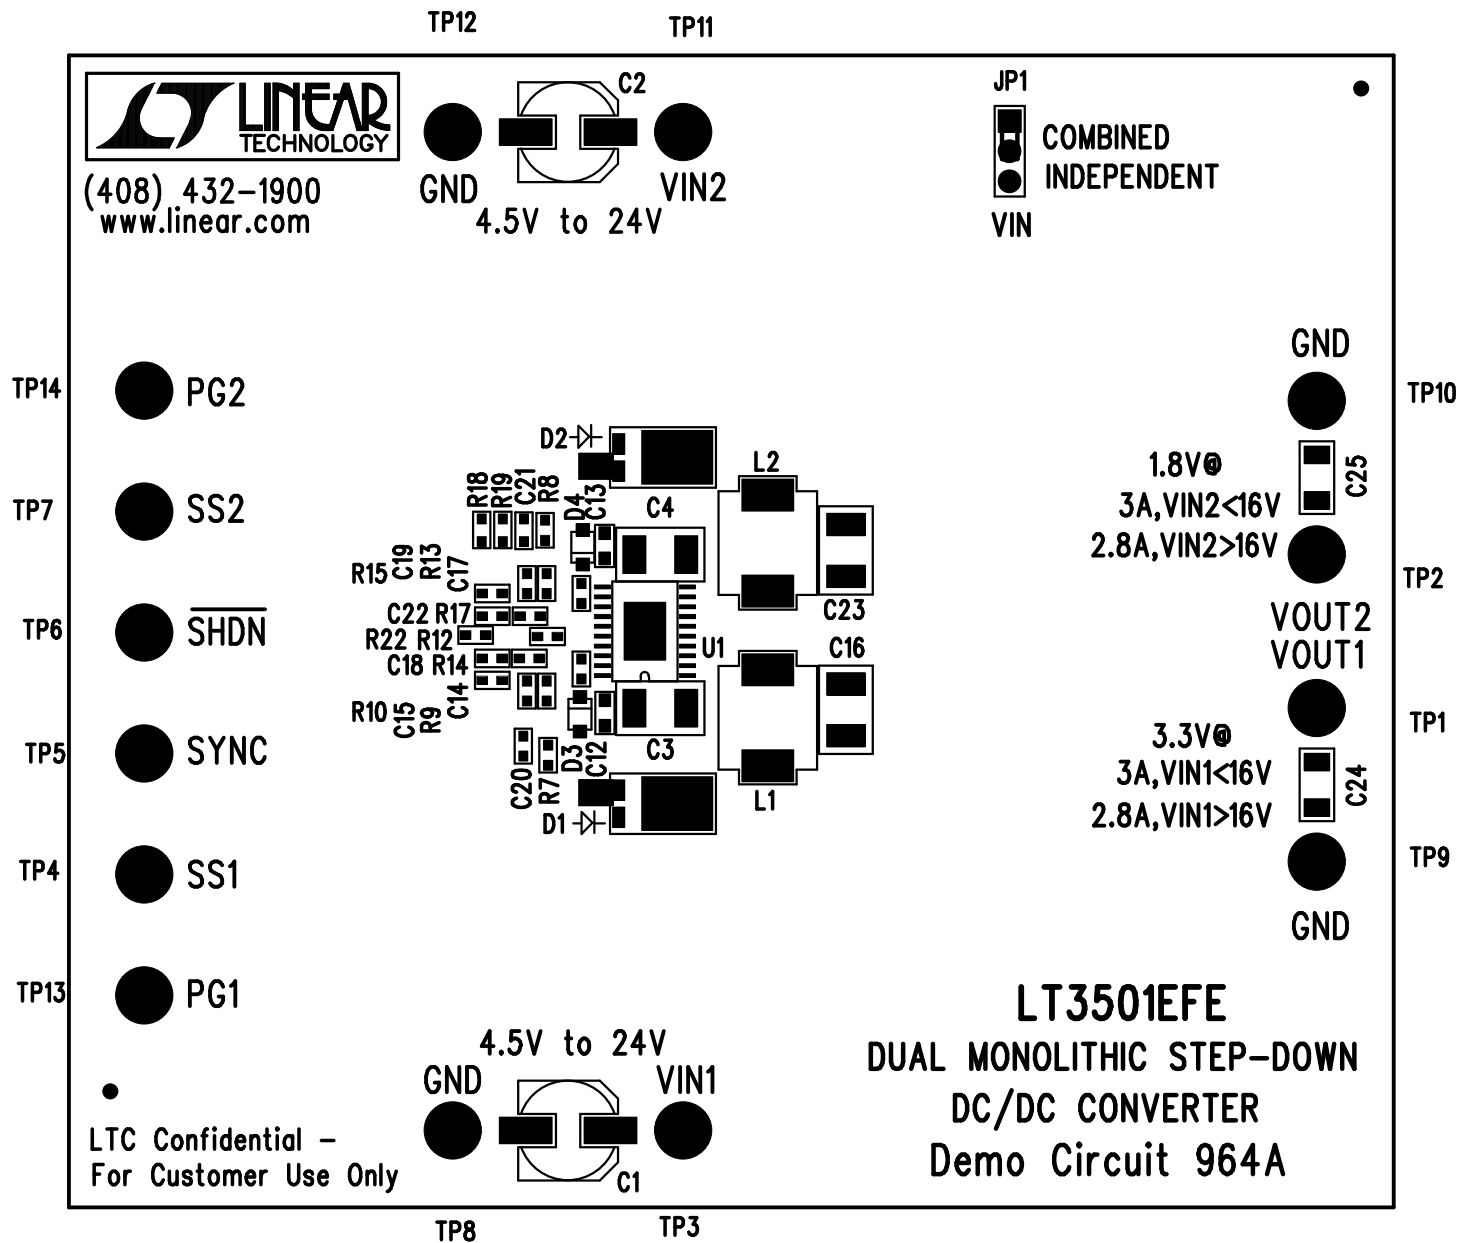 TP12
TP11
LINEAR
TECHNOLOGY
(408) 432-1900
www.linear.com
C2
GND
VIN2
4.5V to 24V
JP1
COMBINED
INDEPENDENT
VIN
TP14
PG2
TP7
SS2
TP6
SHDN
TP5
SYNC
TP4
SS1
TP13
PG1
D2
R18
R19
C21
R8
D4
C13
C4
L2
R15
C19
R13
C17
C22 R17
R22 R12
C18 R14
U1
C23
C16
R10
C15
R9
C14
C20
R7
D3
C12
C3
D1
L1
GND
TP10
1.8V@
3A,VIN2<16V
2.8A,VIN2>16V
C25
TP2
VOUT2
VOUT1
TP1
3.3V@
3A,VIN1<16V
2.8A,VIN1>16V
C24
TP9
GND
4.5V to 24V
GND
VIN1
C1
LTC Confidential –
For Customer Use Only
LT3501EFE
DUAL MONOLITHIC STEP-DOWN
DC/DC CONVERTER
Demo Circuit 964A
TP8
TP3